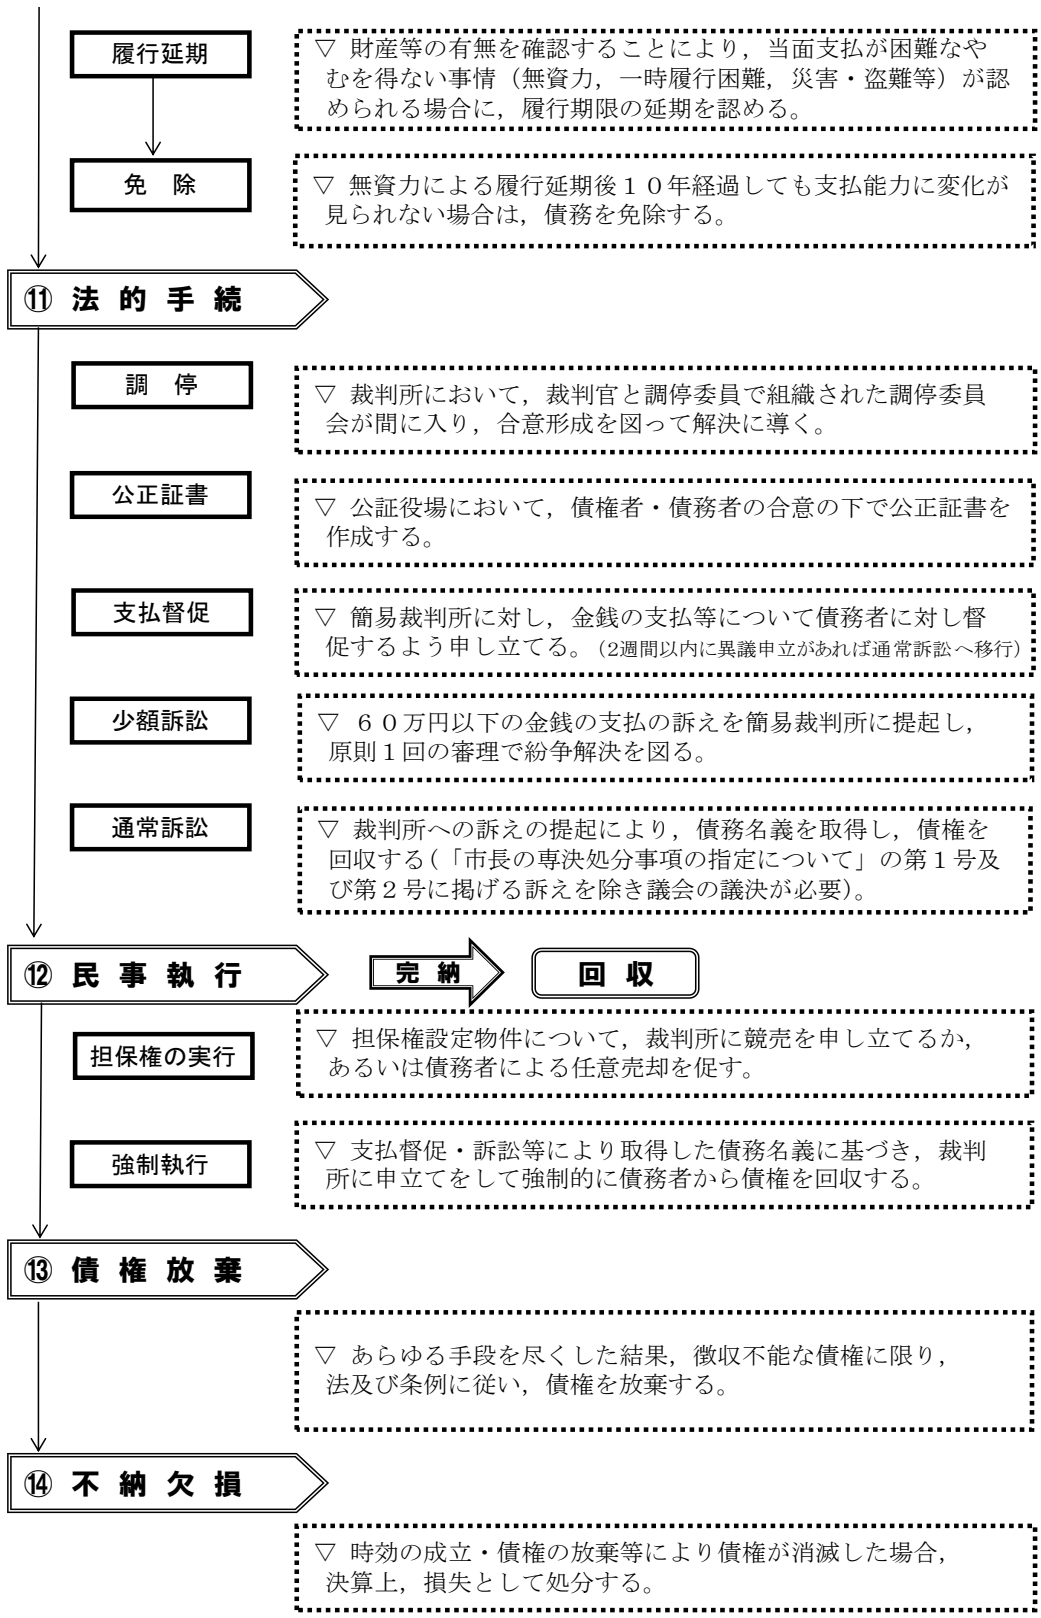 履行延期
▽ 財産等の有無を確認することにより，当面支払が困難なや
むを得ない事情（無資力，一時履行困難，災害・盗難等）が認
められる場合に，履行期限の延期を認める。
免　除
▽ 無資力による履行延期後１０年経過しても支払能力に変化が
見られない場合は，債務を免除する。
⑪ 法 的 手 続
調　停
▽ 裁判所において，裁判官と調停委員で組織された調停委員
会が間に入り，合意形成を図って解決に導く。
公正証書
▽ 公証役場において，債権者・債務者の合意の下で公正証書を
作成する。
支払督促
▽ 簡易裁判所に対し，金銭の支払等について債務者に対し督
促するよう申し立てる。（2週間以内に異議申立があれば通常訴訟へ移行）
少額訴訟
▽ ６０万円以下の金銭の支払の訴えを簡易裁判所に提起し，
原則１回の審理で紛争解決を図る。
通常訴訟
▽ 裁判所への訴えの提起により，債務名義を取得し，債権を
回収する（「市長の専決処分事項の指定について」の第１号及
び第２号に掲げる訴えを除き議会の議決が必要）。
⑫ 民 事 執 行
完 納
回 収
担保権の実行
▽ 担保権設定物件について，裁判所に競売を申し立てるか，
あるいは債務者による任意売却を促す。
強制執行
▽ 支払督促・訴訟等により取得した債務名義に基づき，裁判
所に申立てをして強制的に債務者から債権を回収する。
⑬ 債 権 放 棄
▽ あらゆる手段を尽くした結果，徴収不能な債権に限り，
法及び条例に従い，債権を放棄する。
⑭ 不 納 欠 損
▽ 時効の成立・債権の放棄等により債権が消滅した場合，
決算上，損失として処分する。